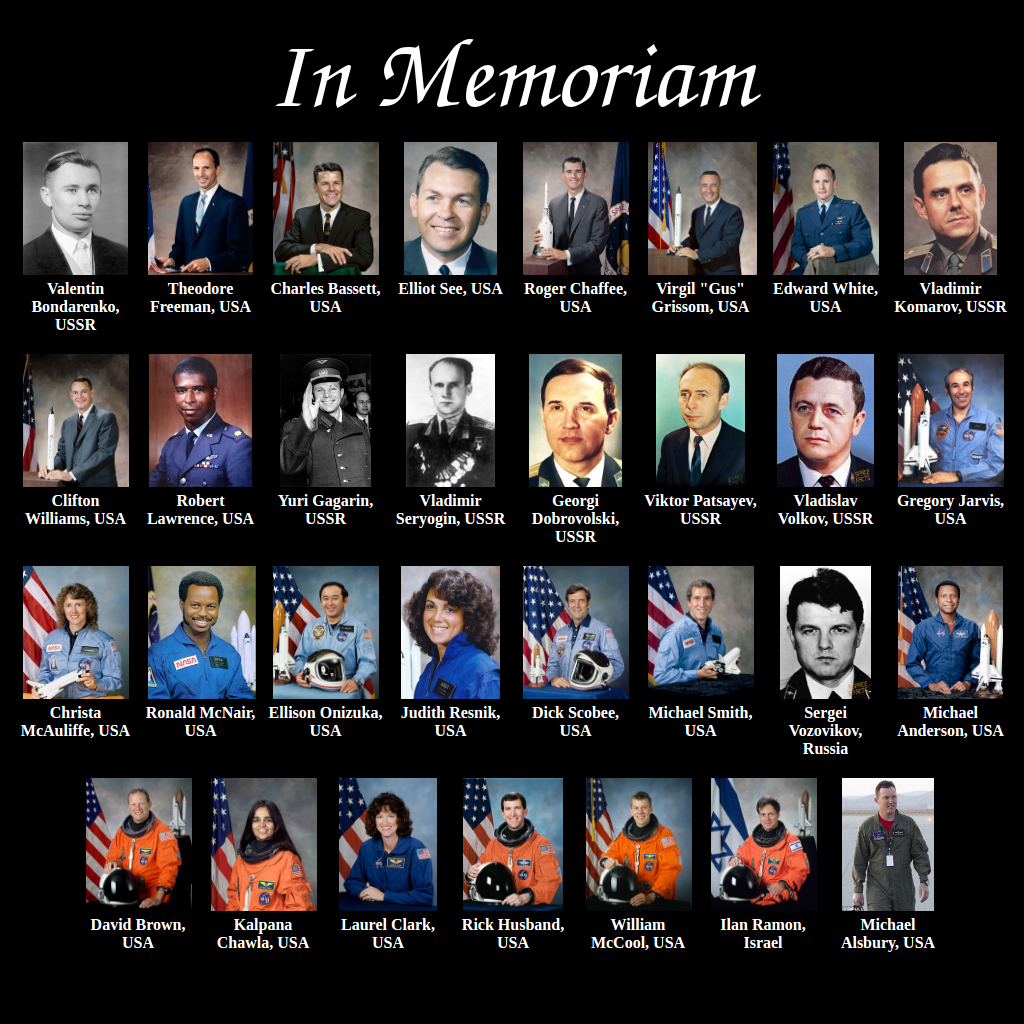 In Memoriam
Valentin
Bondarenko,
USSR
Theodore
Freeman, USA
Charles Bassett,
USA
Elliot See, USA
Roger Chaffee,
USA
Virgil "Gus"
Grissom, USA
Edward White,
USA
Vladimir
Komarov, USSR
Clifton
Williams, USA
Robert
Lawrence, USA
Yuri Gagarin,
USSR
Vladimir
Seryogin, USSR
Georgi
Dobrovolski,
USSR
Viktor Patsayev,
USSR
Vladislav
Volkov, USSR
Gregory Jarvis,
USA
Christa
McAuliffe, USA
Ronald McNair,
USA
Ellison Onizuka,
USA
Judith Resnik,
USA
Dick Scobee,
USA
Michael Smith,
USA
Sergei
Vozovikov,
Russia
Michael
Anderson, USA
David Brown,
USA
Kalpana
Chawla, USA
Laurel Clark,
USA
Rick Husband,
USA
William
McCool, USA
Ilan Ramon,
Israel
Michael
Alsbury, USA